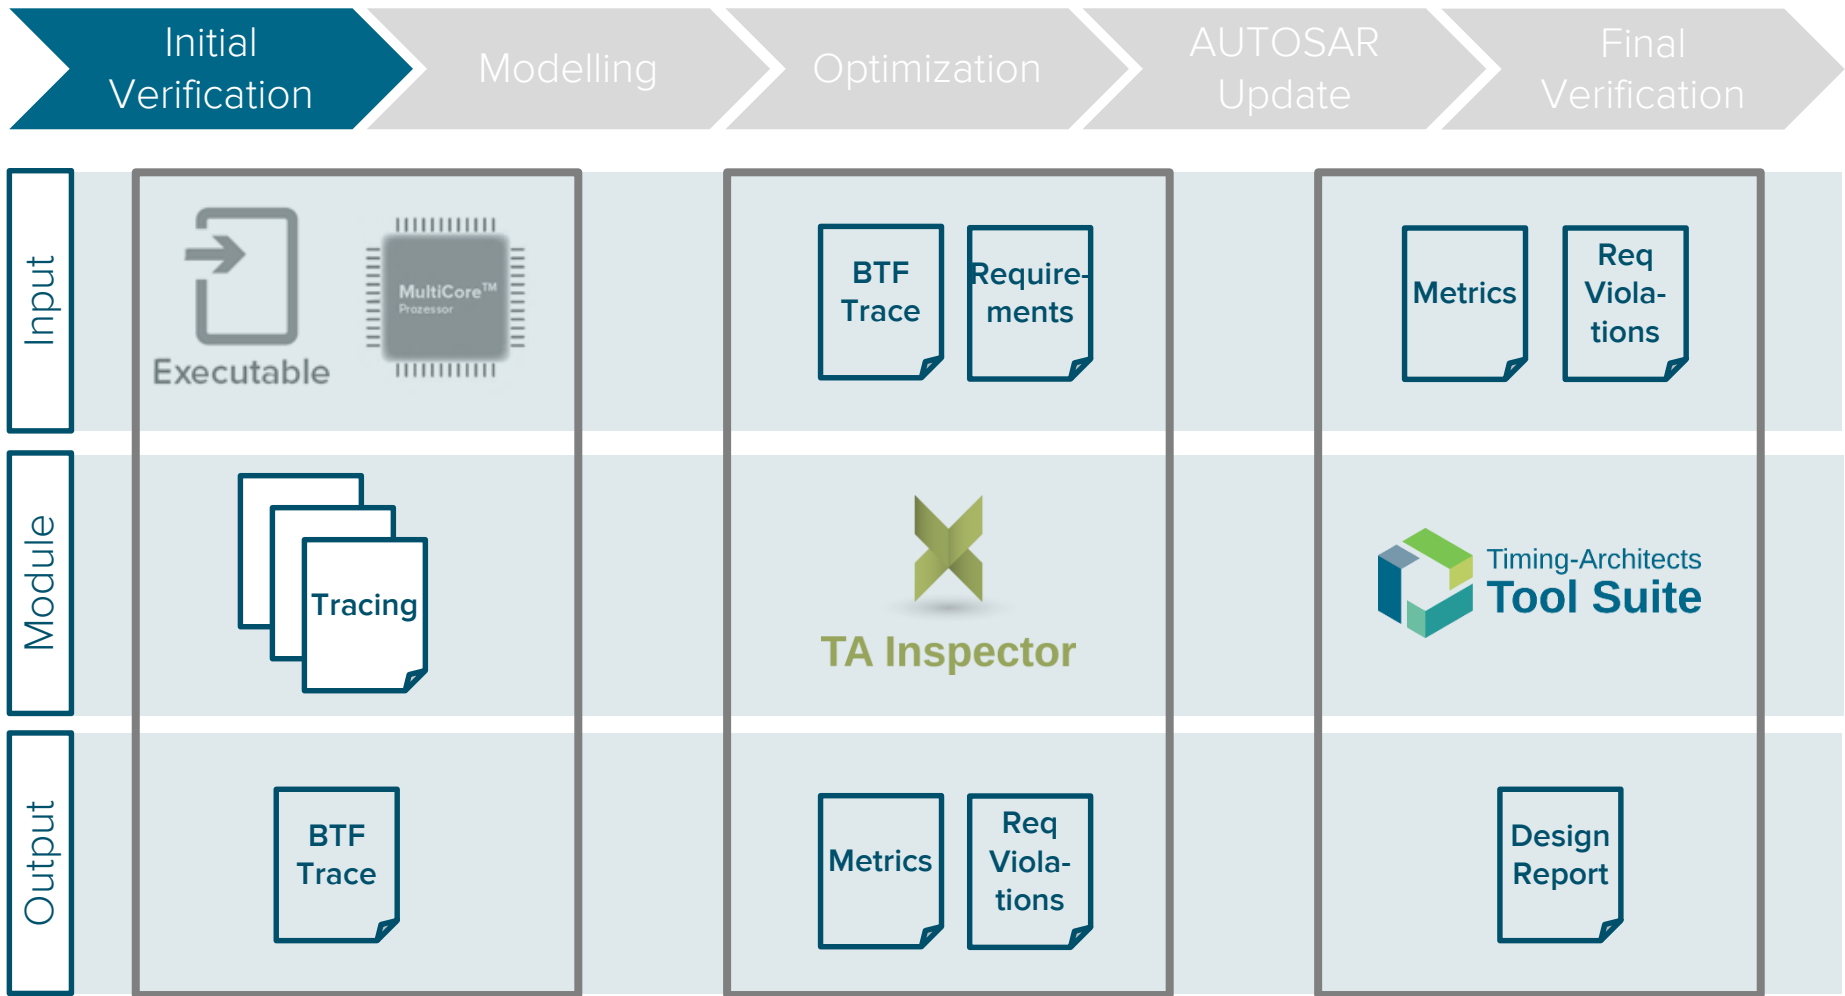 Initial
Verification
Modelling
Optimization
AUTOSAR
Update
Final
Verification
Input
Executable
MultiCore™
Prozessor
BTF
Trace
Require-
ments
Metrics
Req
Viola-
tions
Module
Tracing
TA Inspector
Timing-Architects
Tool Suite
Output
BTF
Trace
Metrics
Req
Viola-
tions
Design
Report